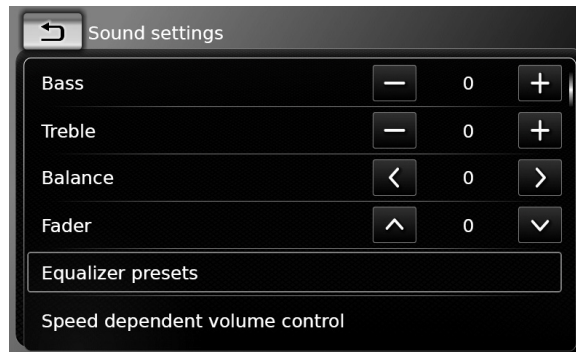 Sound settings
Bass − 0 +
Treble − 0 +
Balance < 0 >
Fader ^ 0 v
Equalizer presets
Speed dependent volume control